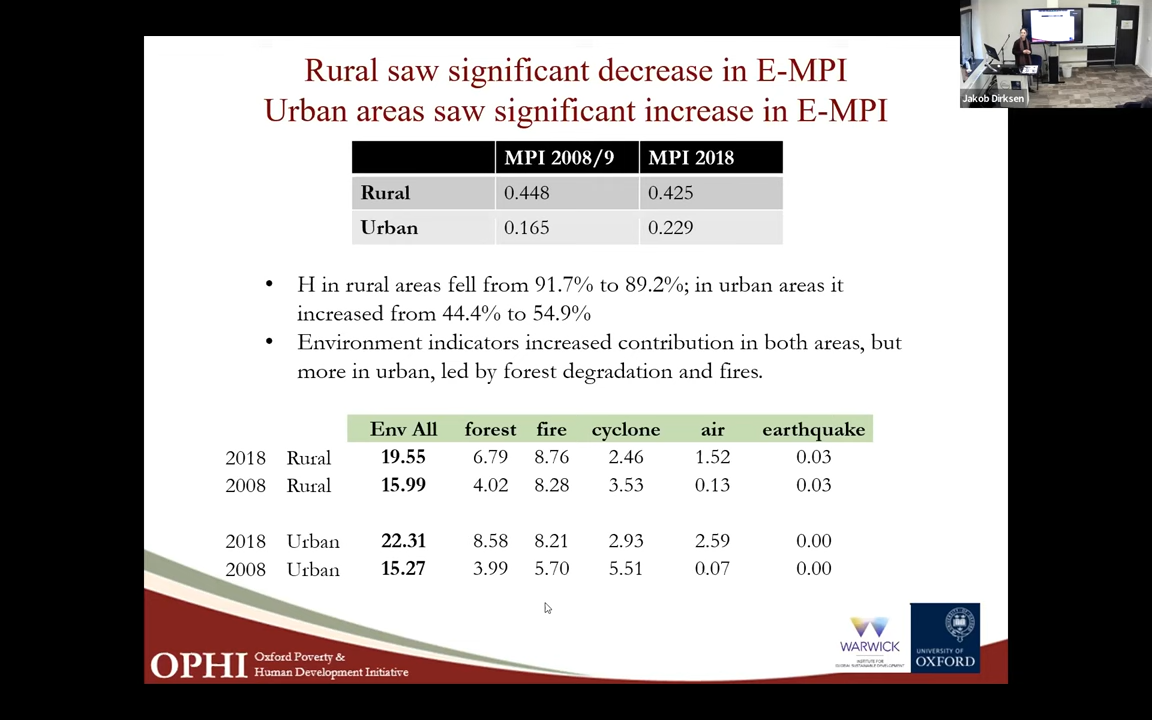 Rural saw significant decrease in E-MPI
Urban areas saw significant increase in E-MPI
Jakob Dirksen
MPI 2008/9 MPI 2018
Rural 0.448 0.425
Urban 0.165 0.229
• H in rural areas fell from 91.7% to 89.2%; in urban areas it
increased from 44.4% to 54.9%
• Environment indicators increased contribution in both areas, but
more in urban, led by forest degradation and fires.
Env All forest fire cyclone air earthquake
2018 Rural 19.55 6.79 8.76 2.46 1.52 0.03
2008 Rural 15.99 4.02 8.28 3.53 0.13 0.03
2018 Urban 22.31 8.58 8.21 2.93 2.59 0.00
2008 Urban 15.27 3.99 5.70 5.51 0.07 0.00
OPHI Oxford Poverty &
Human Development Initiative
WARWICK
INSTITUTE FOR
GLOBAL SUSTAINABLE DEVELOPMENT
UNIVERSITY OF
OXFORD